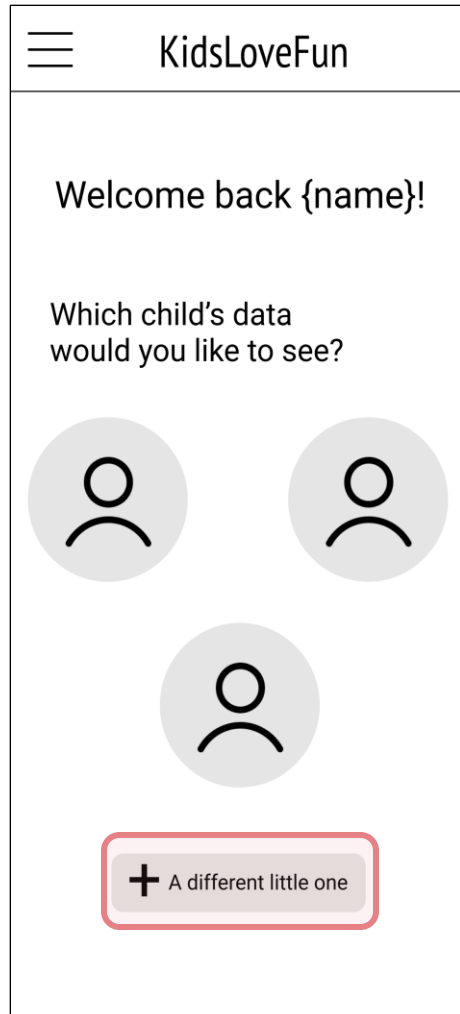 KidsLoveFun
Welcome back {name}!
Which child’s data
would you like to see?
A different little one